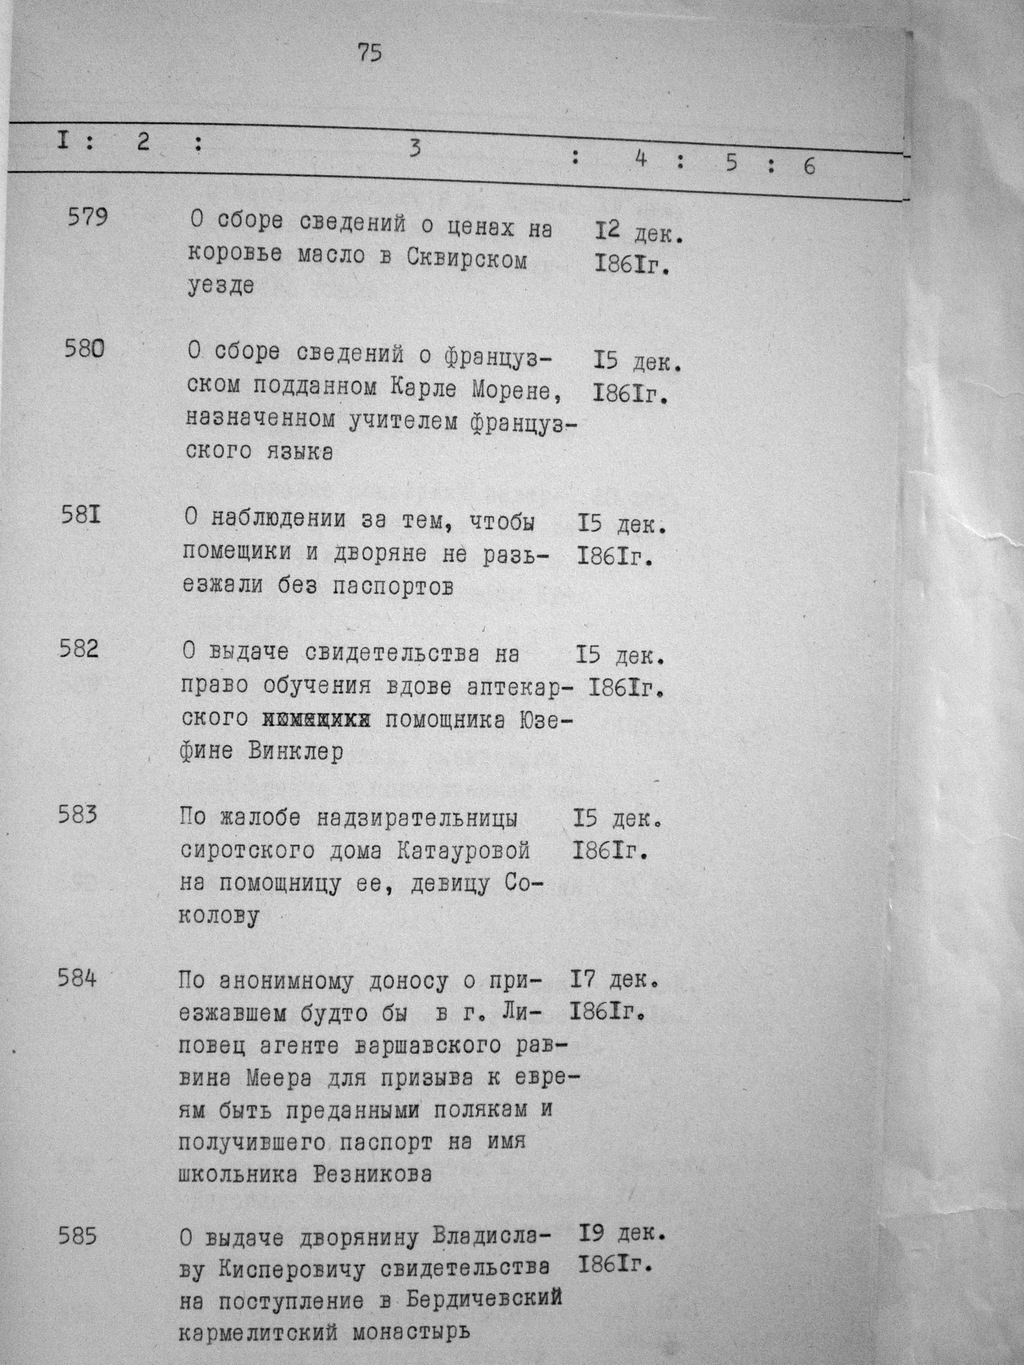 75
I : 2 : 3 : 4 : 5 : 6
579 О сборе сведений о ценах на I2 дек.
коровье масло в Сквирском I86Iг.
уезде
580 О сборе сведений о француз- I5 дек.
ском подданном Карле Морене, I86Iг.
назначенном учителем француз-
ского языка
58I О наблюдении за тем, чтобы I5 дек.
помещики и дворяне не разь- I86Iг.
езжали без паспортов
582 О выдаче свидетельства на I5 дек.
право обучения вдове аптекар- I86Iг.
ского помощника Юзе-
фине Винклер
583 По жалобе надзирательницы I5 дек.
сиротского дома Катауровой I86Iг.
на помощницу ее, девицу Со-
колову
584 По анонимному доносу о при- I7 дек.
езжавшем будто бы в г. Ли- I86Iг.
повец агенте варшавского рав-
вина Меера для призыва к евре-
ям быть преданными полякам и
получившего паспорт на имя
школьника Резникова
585 О выдаче дворянину Владисла- I9 дек.
ву Кисперовичу свидетельства I86Iг.
на поступление в Бердичевский
кармелитский монастырь